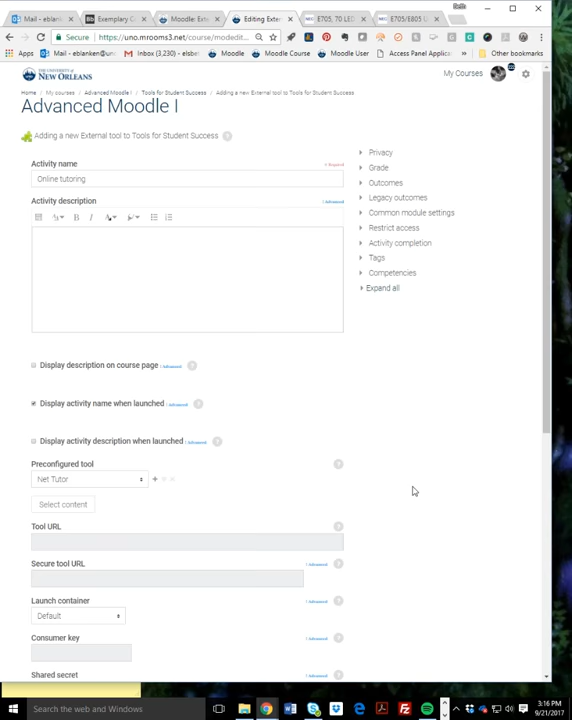 Beth
Mail – eblanken@un
Exemplary C
Moodle: Ext
Editing Exter
E705, 70 LED
E705/E805 U
Secure https://uno.mrooms3.net/course/modedit.
Apps Mail – eblanken@uno Inbox (3,230) - elsbet Moodle Moodle Course Moodle User Access Panel Applica Other bookmarks
THE UNIVERSITY of
NEW ORLEANS
My Courses
Home / My courses / Advanced Moodle I / Tools for Student Success / Adding a new External tool to Tools for Student Success
Advanced Moodle I
Adding a new External tool to Tools for Student Success ?
Activity name Required
Online tutoring
Activity description Advanced
B I A
Display description on course page Advanced ?
Display activity name when launched Advanced ?
Display activity description when launched Advanced ?
Preconfigured tool ?
Net Tutor +
Select content
Tool URL ?
Secure tool URL Advanced ?
Launch container Advanced ?
Default
Consumer key Advanced ?
Shared secret Advanced ?
Privacy
Grade
Outcomes
Legacy outcomes
Common module settings
Restrict access
Activity completion
Tags
Competencies
Expand all
Search the web and Windows
3:16 PM
9/21/2017